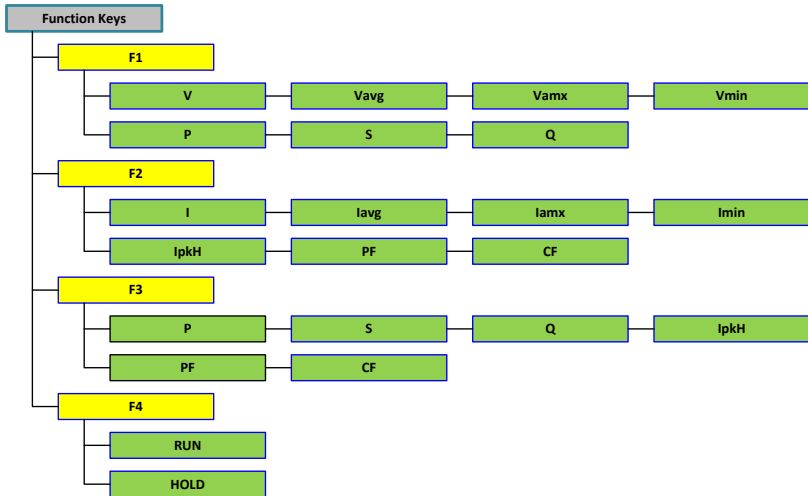 Function Keys
F1
V Vavg Vamx Vmin
P S Q
F2
I Iavg Iamx Imin
IpkH PF CF
F3
P S Q IpkH
PF CF
F4
RUN
HOLD